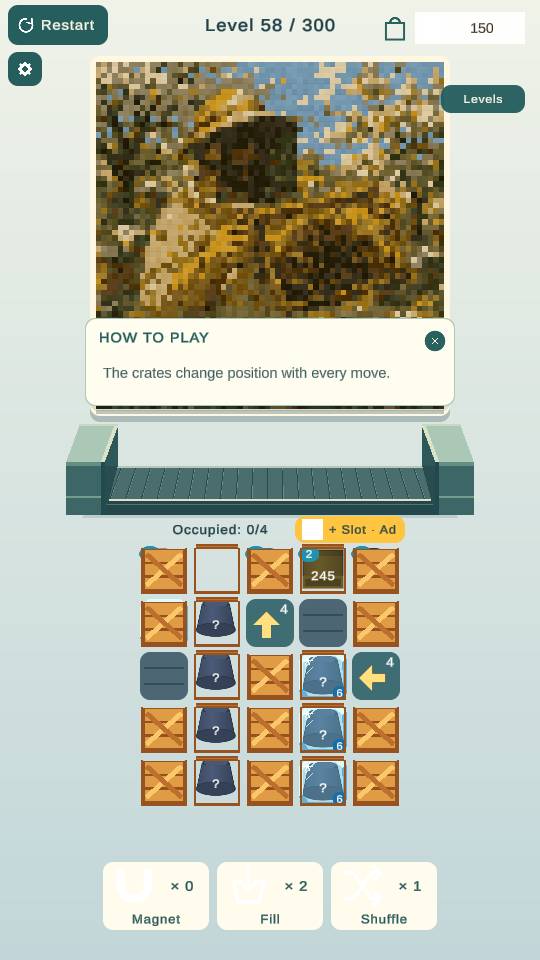 Restart
Level 58 / 300
150
Levels
HOW TO PLAY
The crates change position with every move.
Occupied: 0/4
+ Slot · Ad
2
245
?
4
?
?
6
4
?
?
6
?
?
6
× 0
× 2
× 1
Magnet
Fill
Shuffle